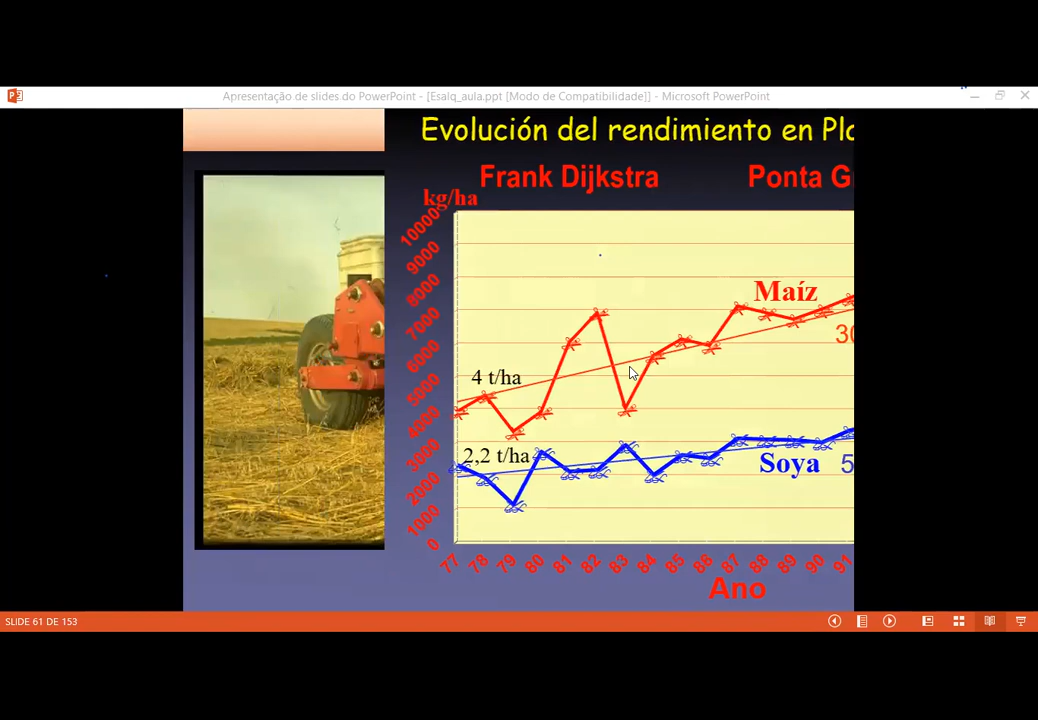 Apresentação de slides do PowerPoint - [Esalq_aula.ppt [Modo de Compatibilidade]] - Microsoft PowerPoint
Evolución del rendimiento en Pla
Frank Dijkstra
Ponta G
kg/ha
10000
9000
8000
7000
6000
5000
4000
3000
2000
1000
0
Maíz
30
4 t/ha
2,2 t/ha
Soya
5
77 78 79 80 81 82 83 84 85 86 87 88 89 90 91
Ano
SLIDE 61 DE 153